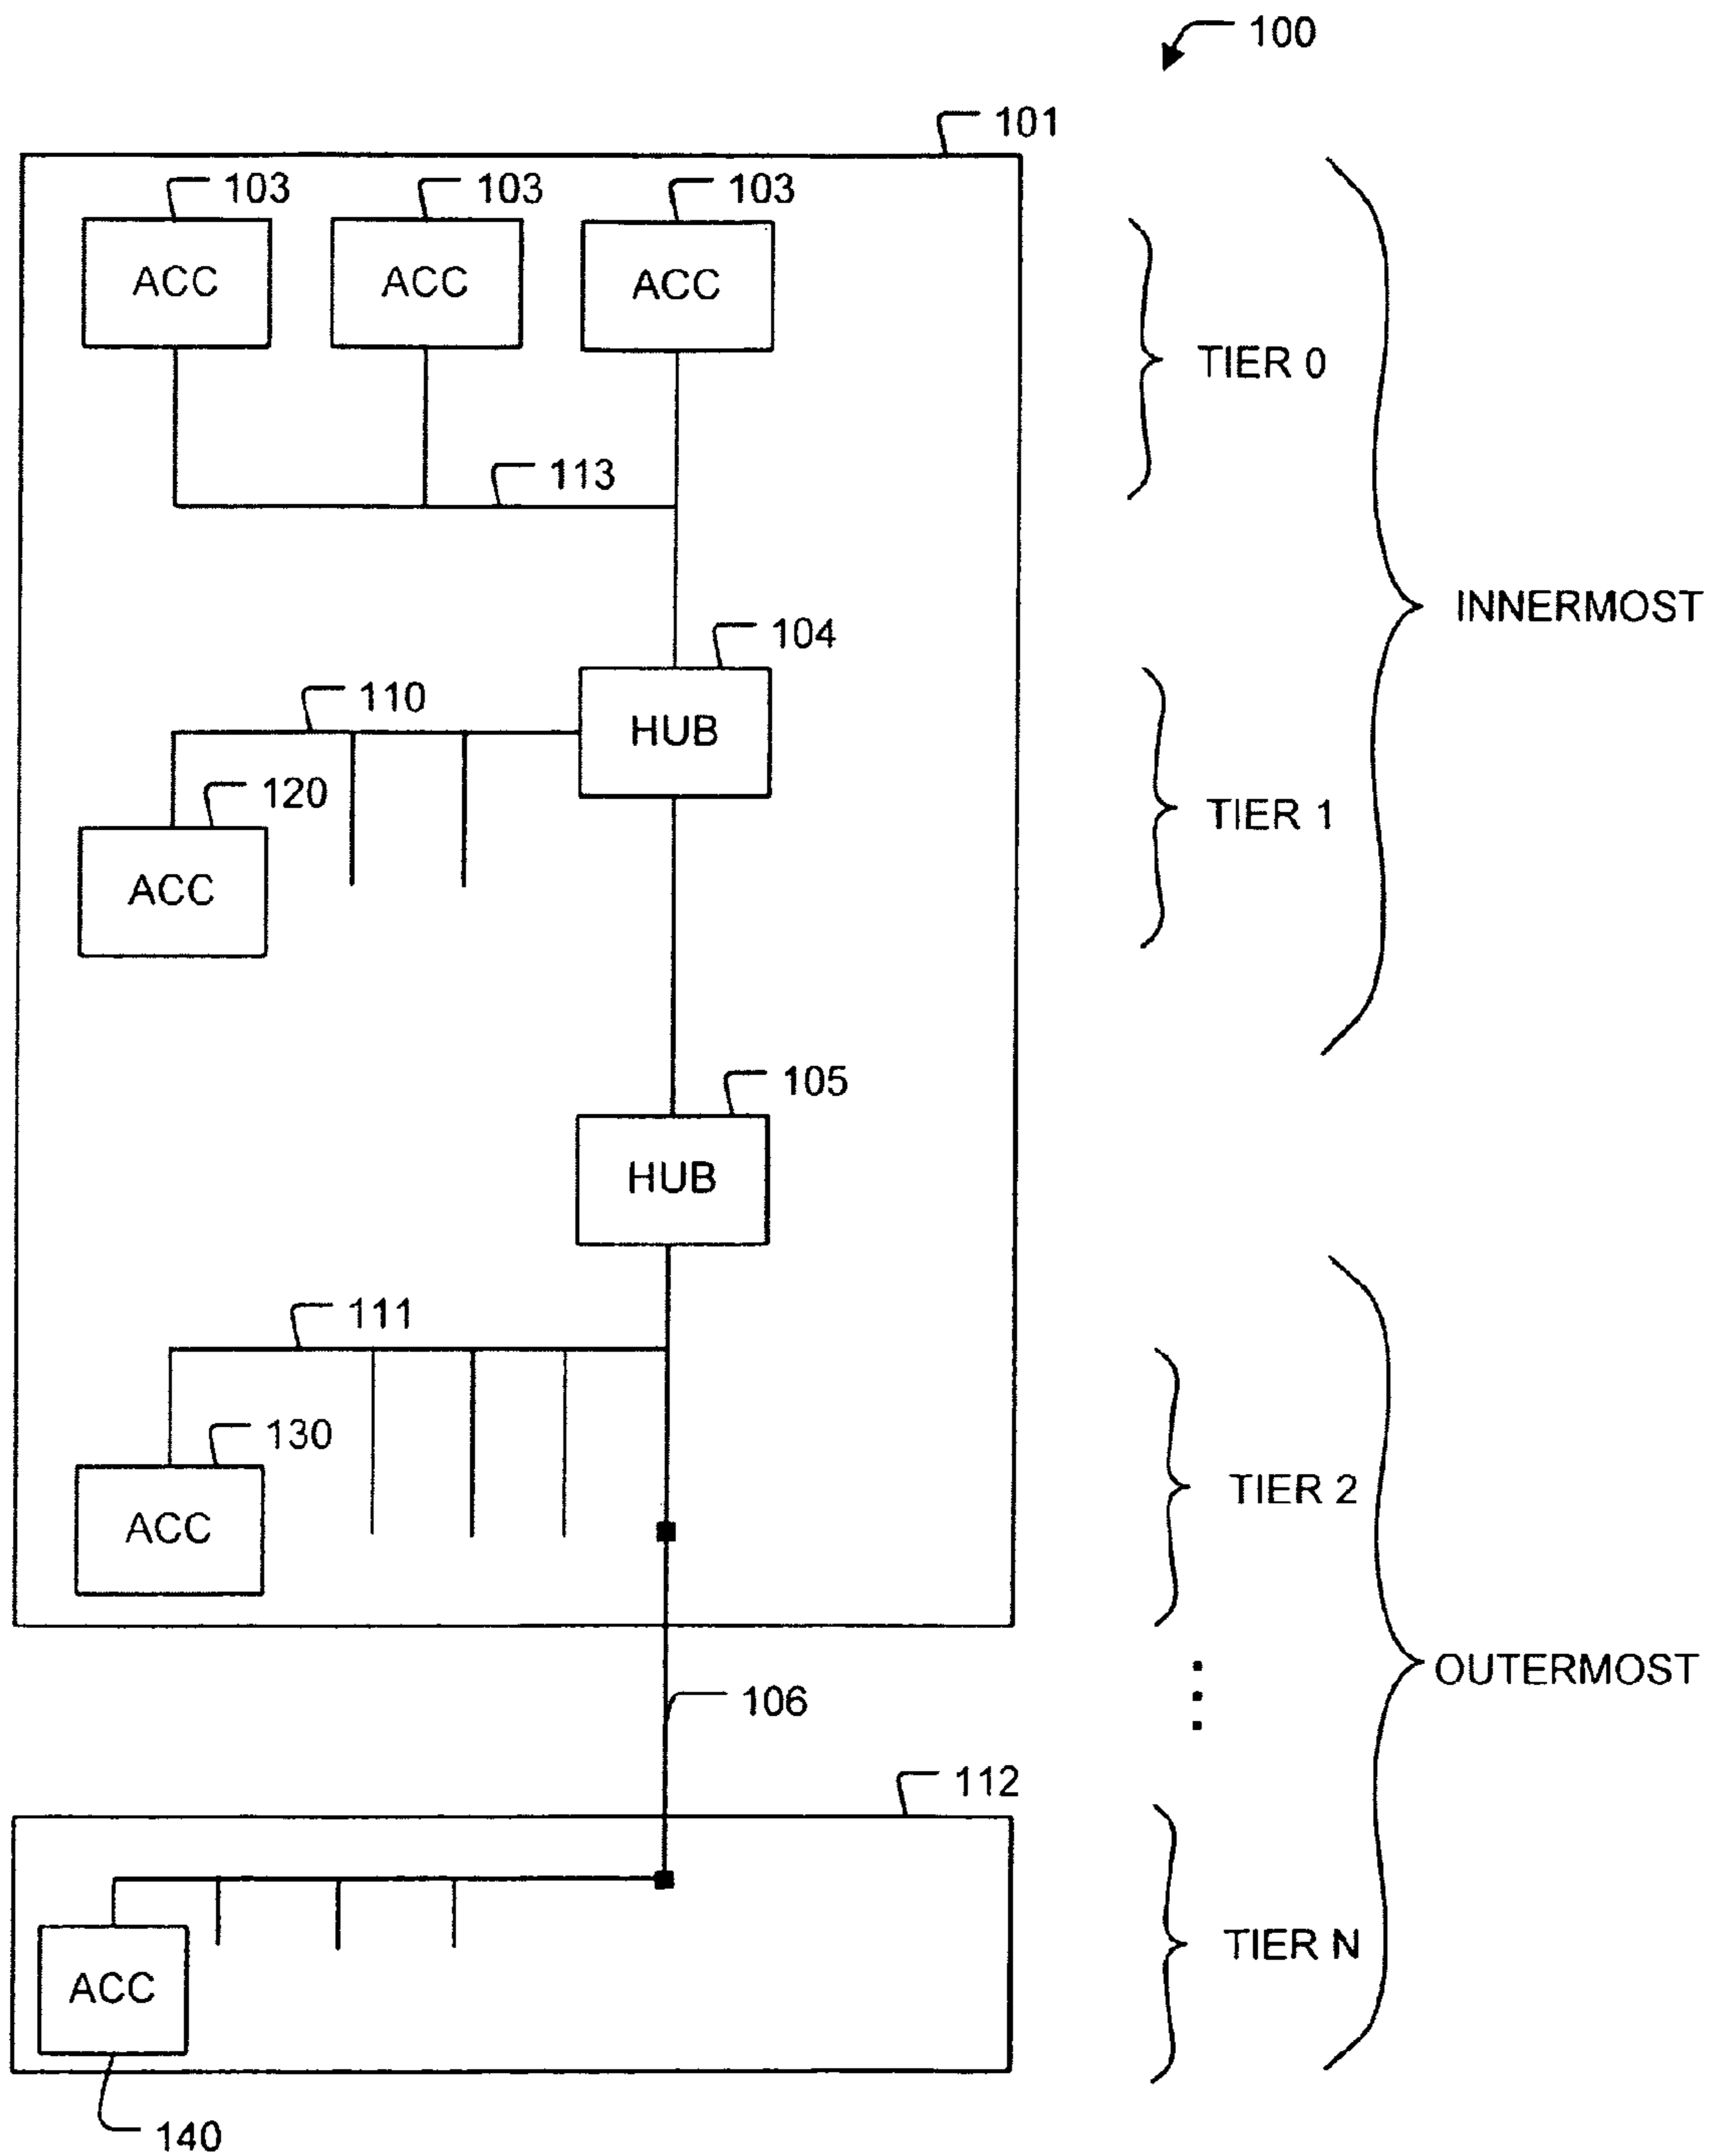 100
101
103 103 103
ACC ACC ACC
TIER 0
113
INNERMOST
104
110
HUB
120
TIER 1
ACC
105
HUB
111
130
TIER 2
ACC
OUTERMOST
106
112
TIER N
ACC
140